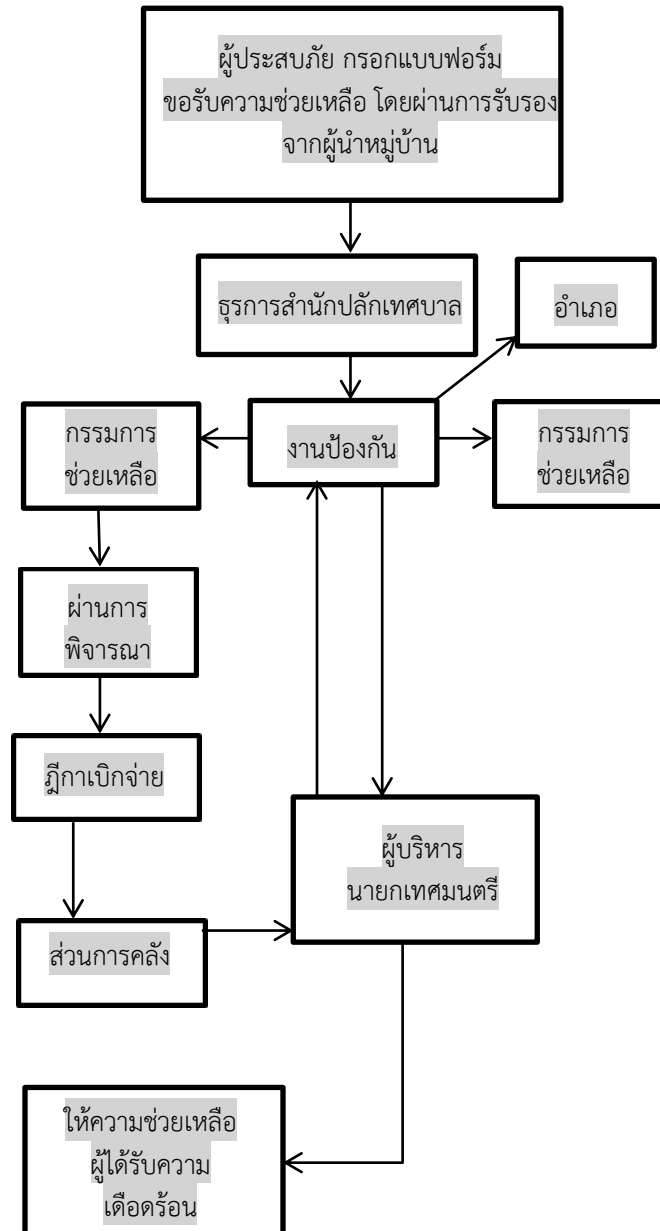 ผู้ประสบภัย กรอกแบบฟอร์ม
ขอรับความช่วยเหลือ โดยผ่านการรับรอง
จากผู้นำหมู่บ้าน
ธุรการสำนักปลักเทศบาล
อำเภอ
กรรมการ
ช่วยเหลือ
งานป้องกัน
กรรมการ
ช่วยเหลือ
ผ่านการ
พิจารณา
ฎีกาเบิกจ่าย
ผู้บริหาร
นายกเทศมนตรี
ส่วนการคลัง
ให้ความช่วยเหลือ
ผู้ได้รับความ
เดือดร้อน